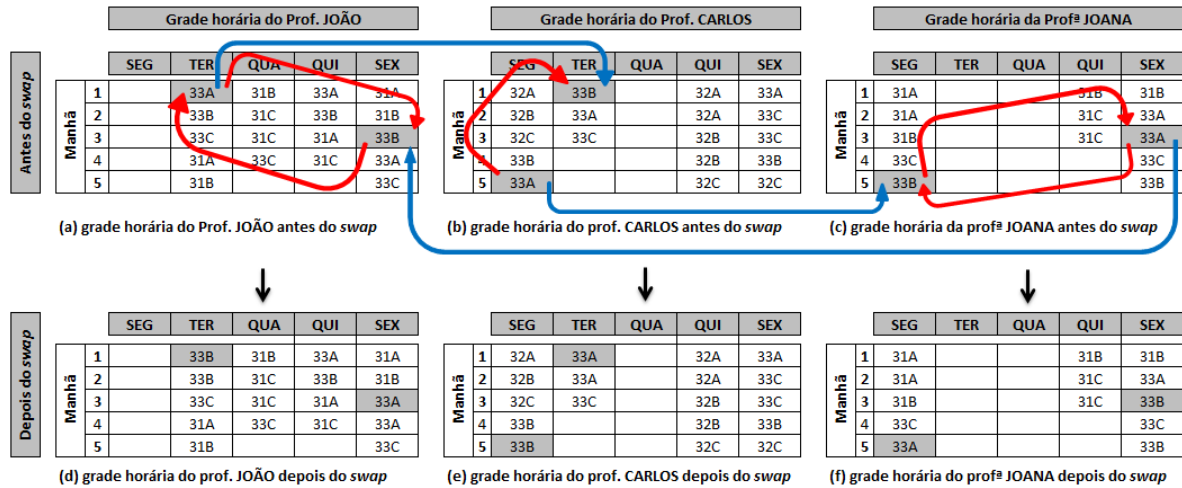 Grade horária do Prof. JOÃO Grade horária do Prof. CARLOS Grade horária da Profª JOANA
SEG TER QUA QUI SEX SEG TER QUA QUI SEX SEG TER QUA QUI SEX
Antes do swap
Manhã Manhã Manhã
1 33A 31B 33A 31A 1 32A 33B 32A 33A 1 31A 31B 31B
2 33B 31C 33B 31B 2 32B 33A 32A 33C 2 31A 31C 33A
3 33C 31C 31A 33B 3 32C 33C 32B 33C 3 31B 31C 33A
4 31A 33C 31C 33A 4 33B 32B 33B 4 33C 33C
5 31B 33C 5 33A 32C 32C 5 33B 33B
(a) grade horária do Prof. JOÃO antes do swap (b) grade horária do prof. CARLOS antes do swap (c) grade horária da profª JOANA antes do swap
SEG TER QUA QUI SEX SEG TER QUA QUI SEX SEG TER QUA QUI SEX
Depois do swap
Manhã Manhã Manhã
1 33B 31B 33A 31A 1 32A 33A 32A 33A 1 31A 31B 31B
2 33B 31C 33B 31B 2 32B 33A 32A 33C 2 31A 31C 33A
3 33C 31C 31A 33A 3 32C 33C 32B 33C 3 31B 31C 33B
4 31A 33C 31C 33A 4 33B 32B 33B 4 33C 33C
5 31B 33C 5 33B 32C 32C 5 33A 33B
(d) grade horária do prof. JOÃO depois do swap (e) grade horária do prof. CARLOS depois do swap (f) grade horária da profª JOANA depois do swap